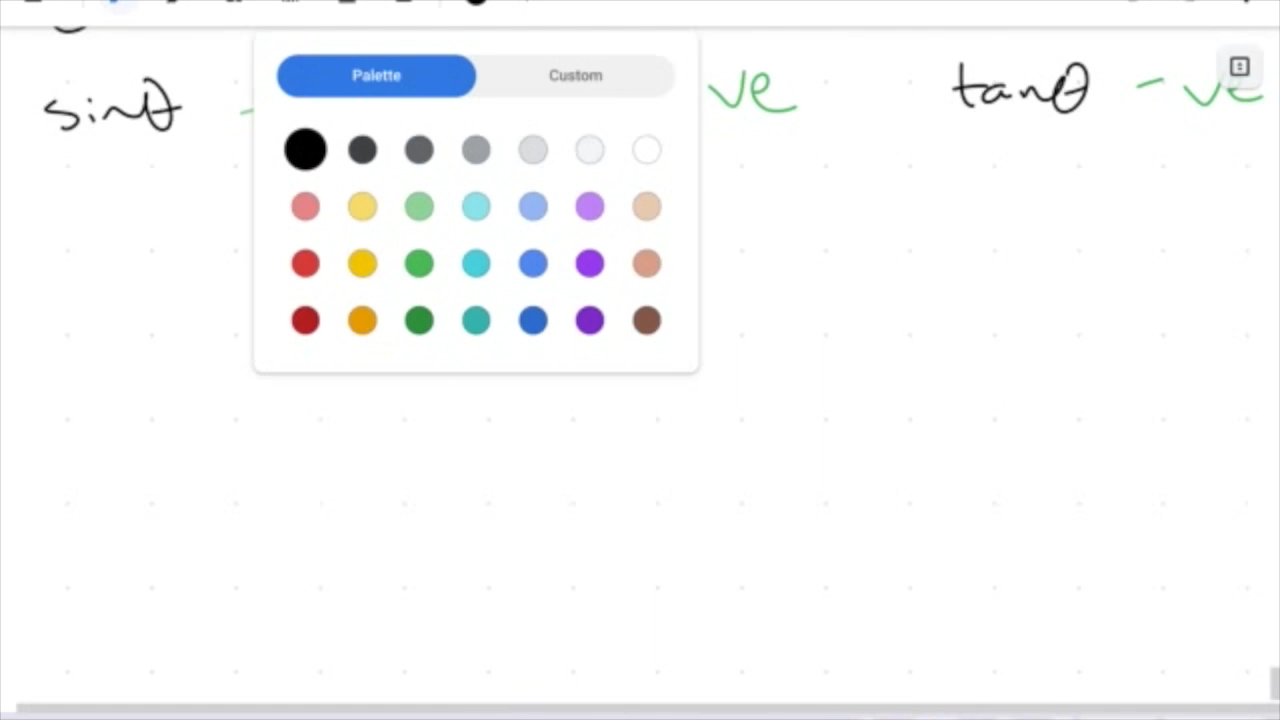 Palette Custom
sinθ - ve tanθ - ve